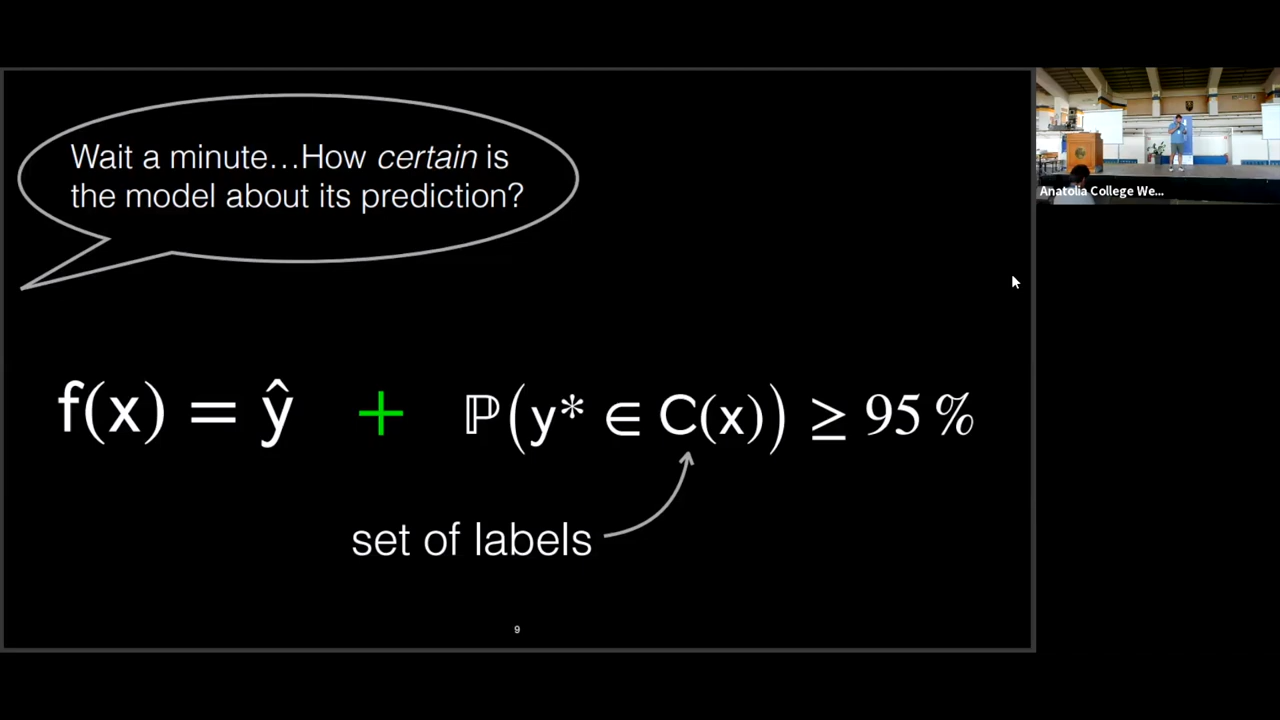 Wait a minute…How certain is
the model about its prediction?
f(x) = ŷ + ℙ(y* ∈ C(x)) ≥ 95 %
set of labels
9
Anatolia College We...